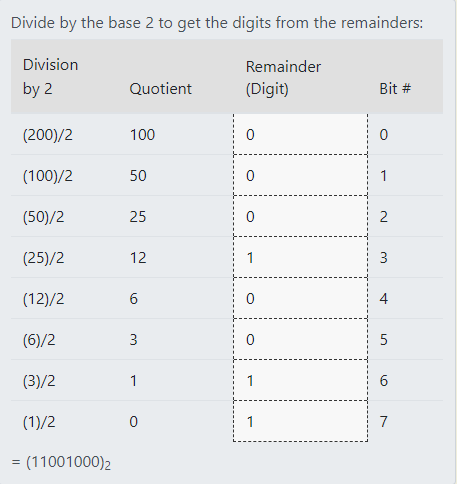 Divide by the base 2 to get the digits from the remainders:
Division by 2 Quotient Remainder (Digit) Bit #
(200)/2 100 0 0
(100)/2 50 0 1
(50)/2 25 0 2
(25)/2 12 1 3
(12)/2 6 0 4
(6)/2 3 0 5
(3)/2 1 1 6
(1)/2 0 1 7
= (11001000)₂